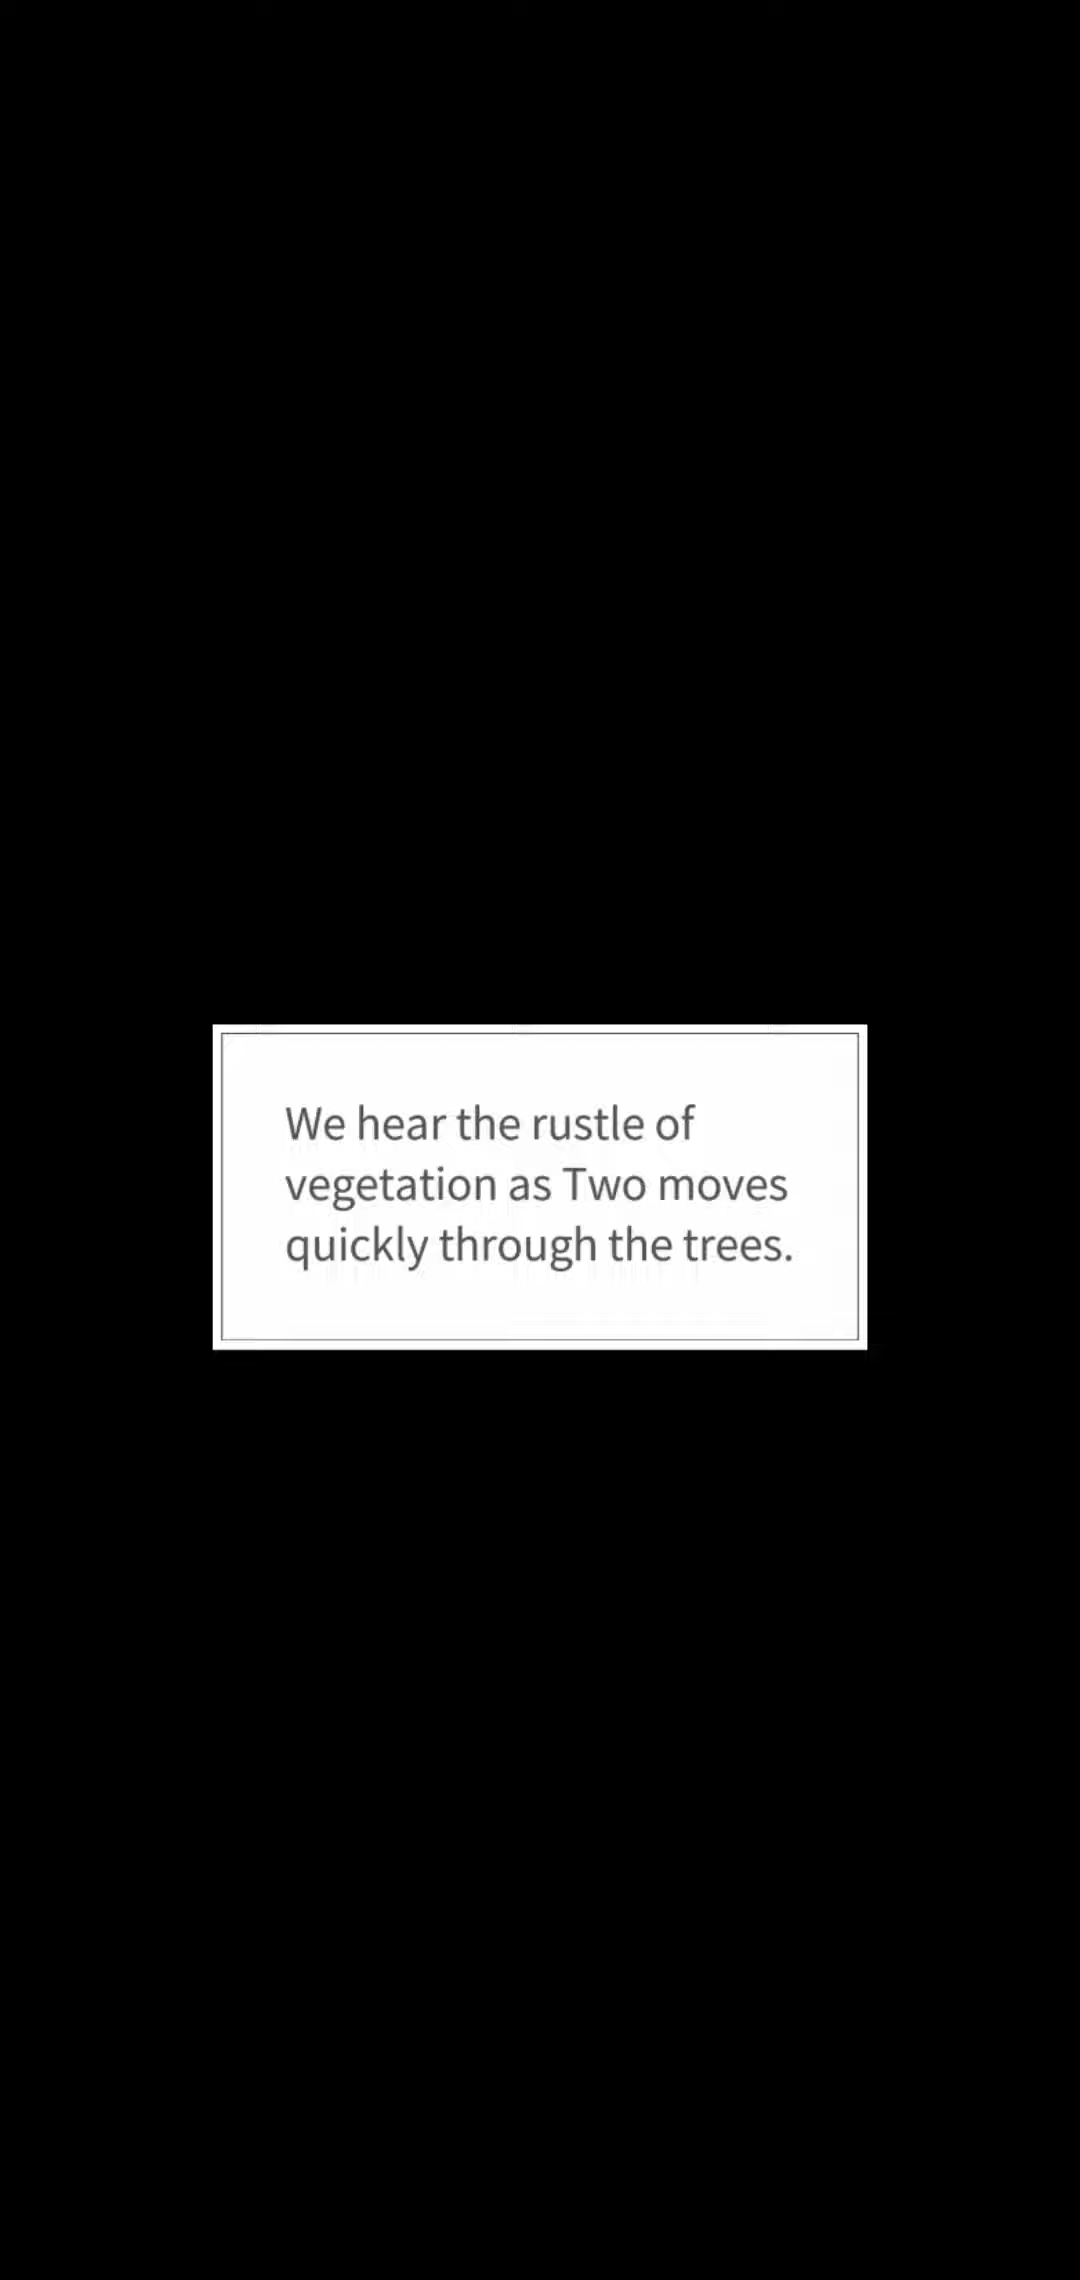 We hear the rustle of
vegetation as Two moves
quickly through the trees.